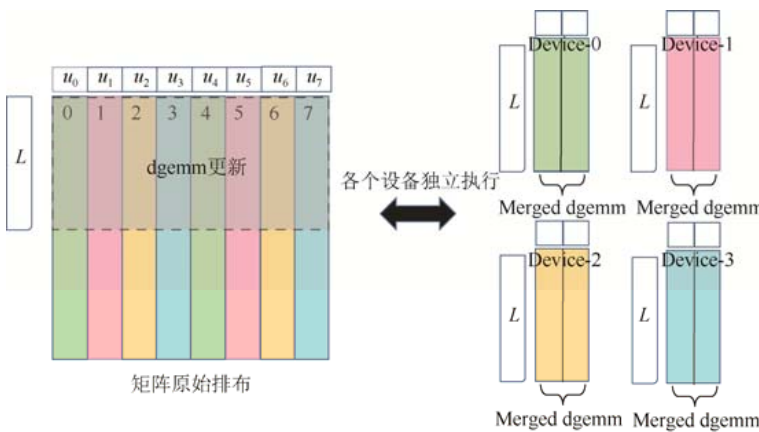 u0 u1 u2 u3 u4 u5 u6 u7
0 1 2 3 4 5 6 7
L
dgemm更新
矩阵原始排布
各个设备独立执行
Device-0
L
Merged dgemm
Device-1
L
Merged dgemm
Device-2
L
Merged dgemm
Device-3
L
Merged dgemm